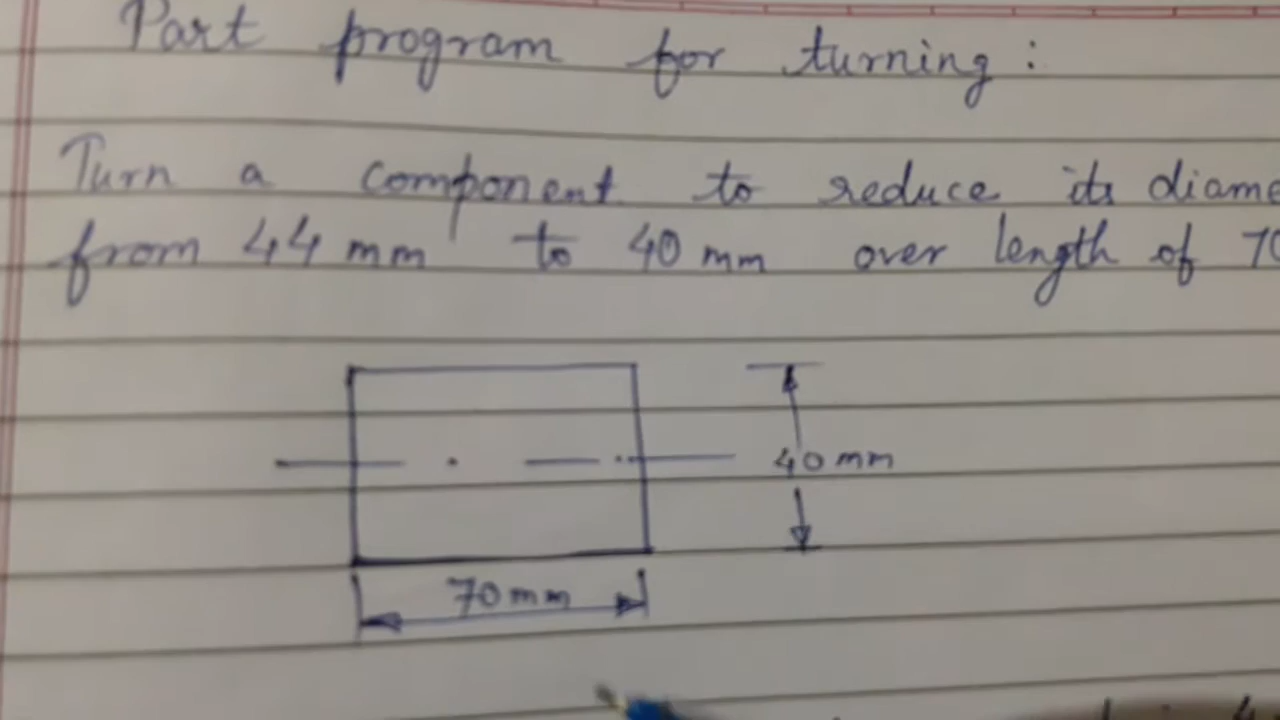 Part program for turning :
Turn a component to reduce its diame
from 44 mm to 40 mm over length of 70
40 mm
70 mm